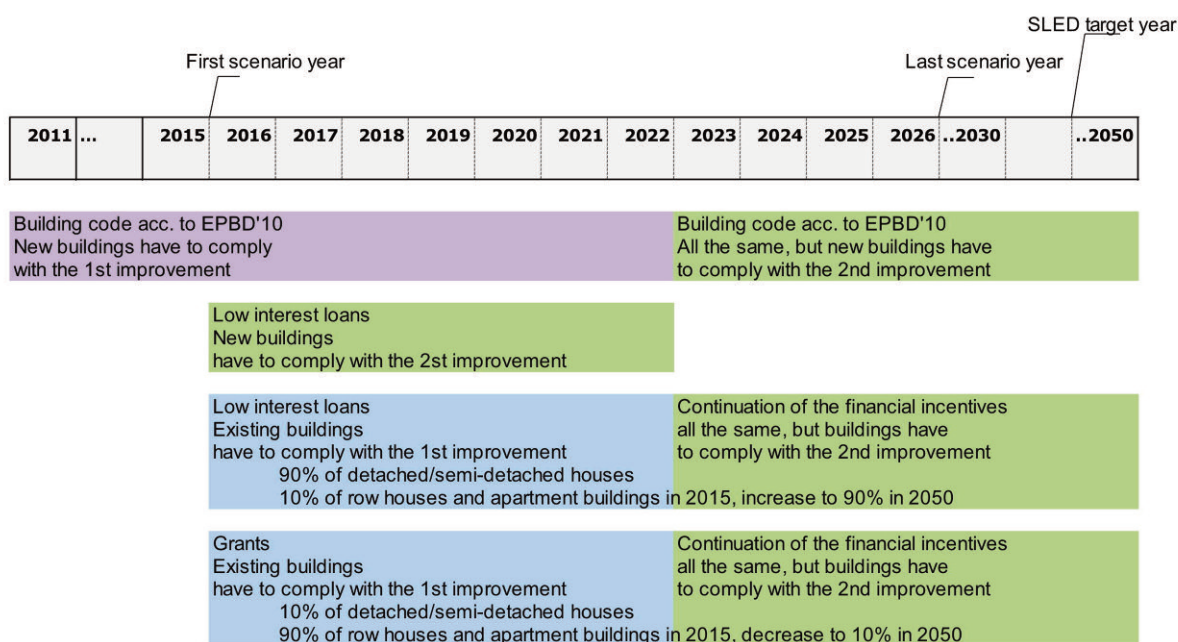 SLED target year
First scenario year
Last scenario year
2011 ... 2015 2016 2017 2018 2019 2020 2021 2022 2023 2024 2025 2026 ..2030 ..2050
Building code acc. to EPBD'10
New buildings have to comply
with the 1st improvement
Building code acc. to EPBD'10
All the same, but new buildings have
to comply with the 2nd improvement
Low interest loans
New buildings
have to comply with the 2st improvement
Low interest loans
Existing buildings
have to comply with the 1st improvement
90% of detached/semi-detached houses
10% of row houses and apartment buildings in 2015, increase to 90% in 2050
Continuation of the financial incentives
all the same, but buildings have
to comply with the 2nd improvement
Grants
Existing buildings
have to comply with the 1st improvement
10% of detached/semi-detached houses
90% of row houses and apartment buildings in 2015, decrease to 10% in 2050
Continuation of the financial incentives
all the same, but buildings have
to comply with the 2nd improvement